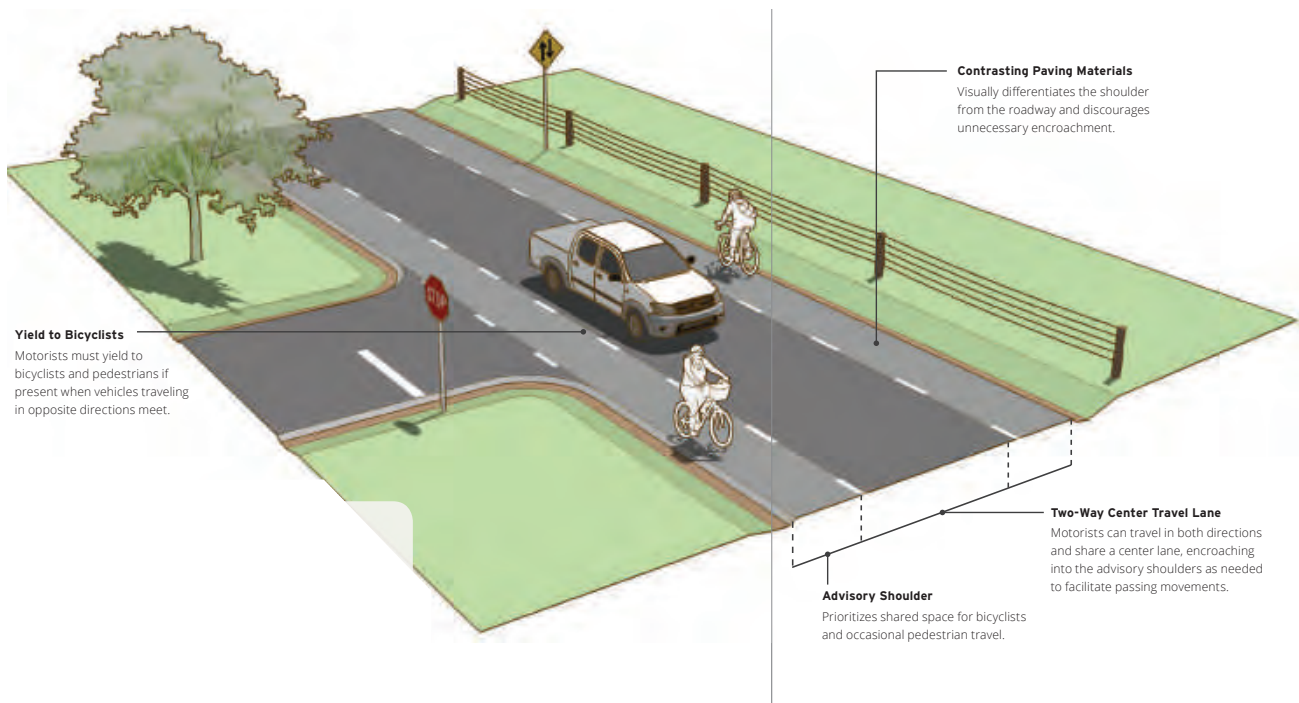 STOP
Contrasting Paving Materials
Visually differentiates the shoulder
from the roadway and discourages
unnecessary encroachment.
Yield to Bicyclists
Motorists must yield to
bicyclists and pedestrians if
present when vehicles traveling
in opposite directions meet.
Two-Way Center Travel Lane
Motorists can travel in both directions
and share a center lane, encroaching
into the advisory shoulders as needed
to facilitate passing movements.
Advisory Shoulder
Prioritizes shared space for bicyclists
and occasional pedestrian travel.